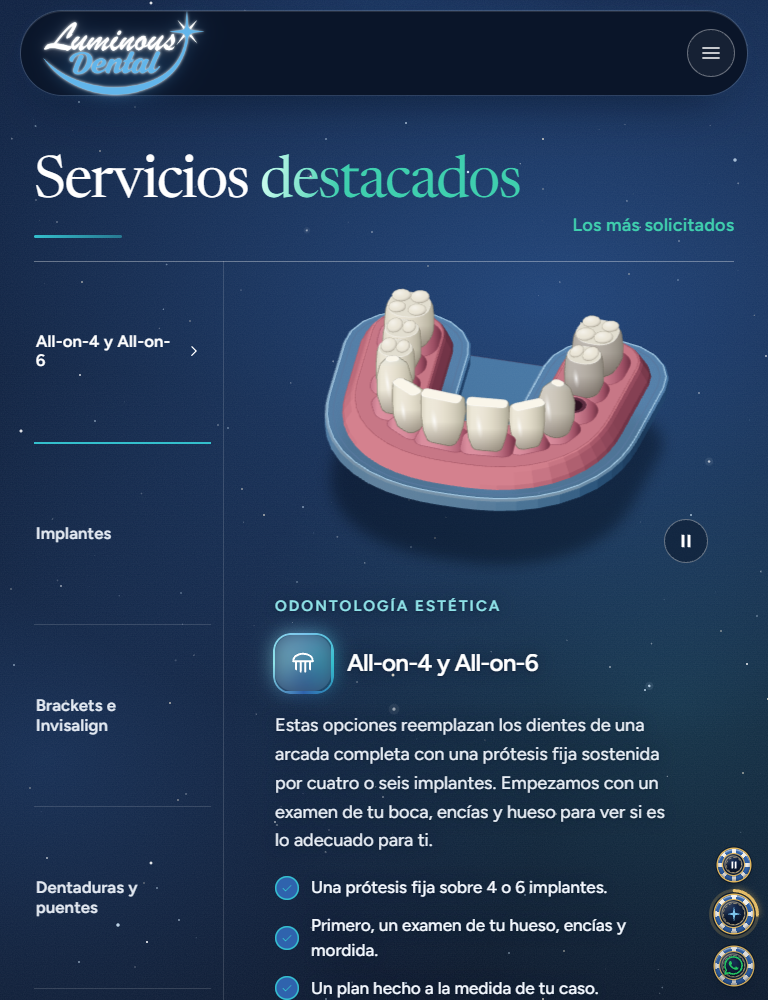 Luminous
Dental
Servicios destacados
Los más solicitados
All-on-4 y All-on-
6
Implantes
Brackets e
Invisalign
Dentaduras y
puentes
ODONTOLOGÍA ESTÉTICA
All-on-4 y All-on-6
Estas opciones reemplazan los dientes de una
arcada completa con una prótesis fija sostenida
por cuatro o seis implantes. Empezamos con un
examen de tu boca, encías y hueso para ver si es
lo adecuado para ti.
Una prótesis fija sobre 4 o 6 implantes.
Primero, un examen de tu hueso, encías y
mordida.
Un plan hecho a la medida de tu caso.